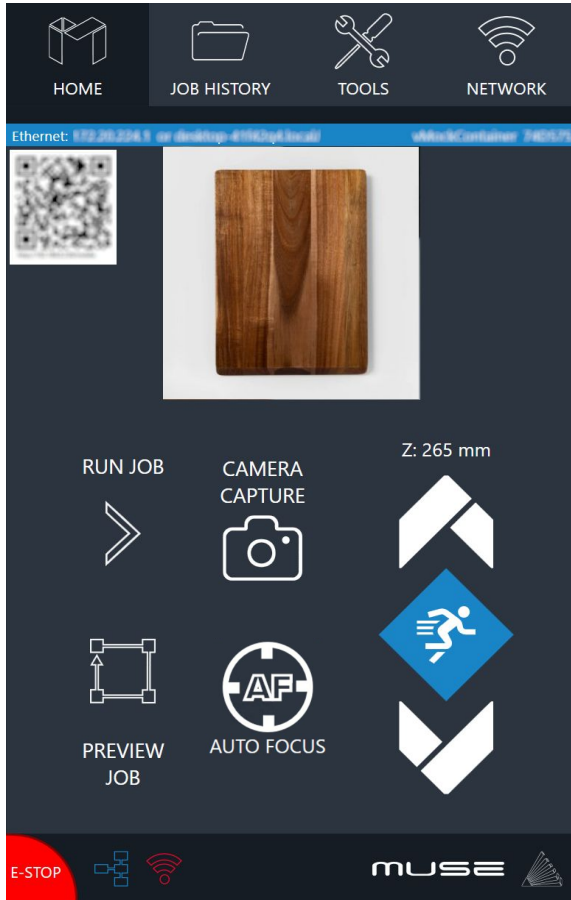 HOME
JOB HISTORY
TOOLS
NETWORK
Ethernet:
Z: 265 mm
RUN JOB
CAMERA
CAPTURE
AF
PREVIEW
JOB
AUTO FOCUS
E-STOP
muse